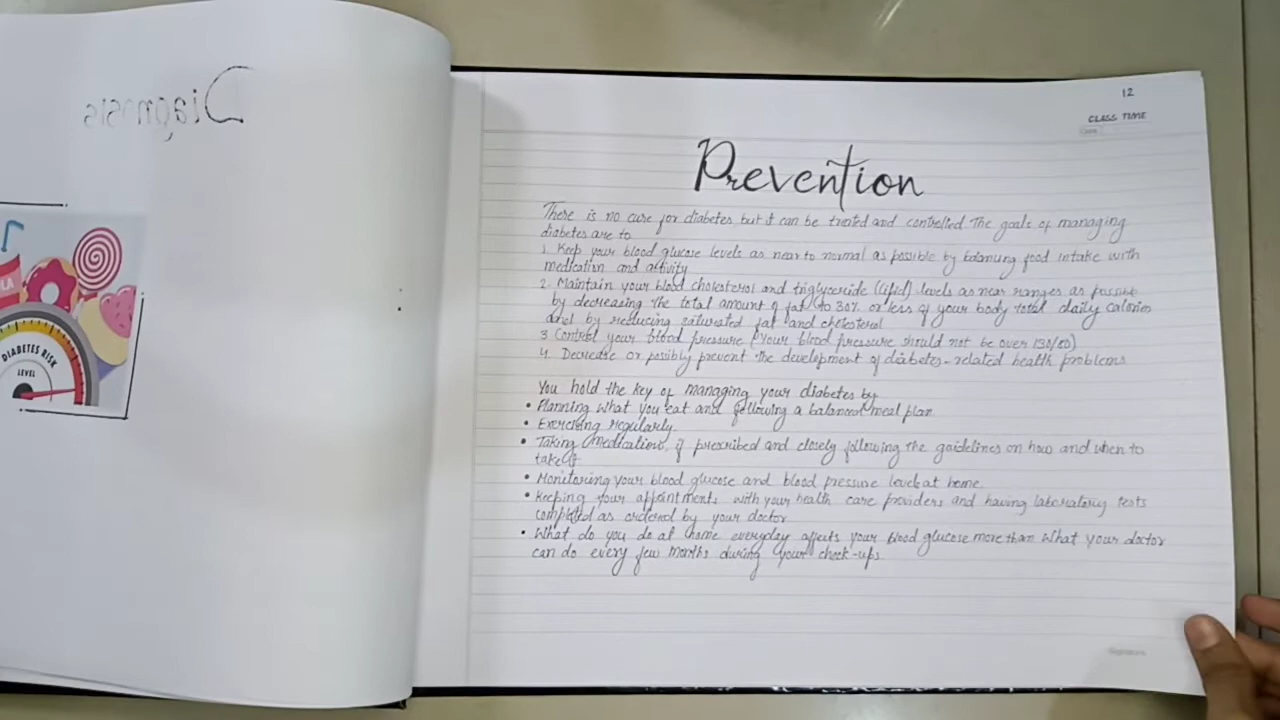 Diagnosis
LA
DIABETES RISK
LEVEL
12
CLASS TIME
Date
Prevention
There is no cure for diabetes but it can be treated and controlled The goals of managing
diabetes are to
1. Keep your blood glucose levels as near to normal as possible by balancing food intake with
medication and activity
2. Maintain your blood cholesterol and triglyceride (lipid) levels as near ranges as possible
by decreasing the total amount of fat to 30% or less of your body total daily calories
and by reducing saturated fat and cholesterol
3 Control your blood pressure (Your blood pressure should not be over 130/80)
4. Decrease or possibly prevent the development of diabetes-related health problems
You hold the key of managing your diabetes by
• Planning what you eat and following a balanced meal plan
• Exercising regularly.
• Taking medication, if prescribed and closely following the guidelines on how and when to
take it
• Monitoring your blood glucose and blood pressure levels at home
• Keeping your appointments with your health care providers and having laboratory tests
completed as ordered by your doctor
• What do you do at home everyday affects your blood glucose more than what your doctor
can do every few months during your check-ups.
Signature